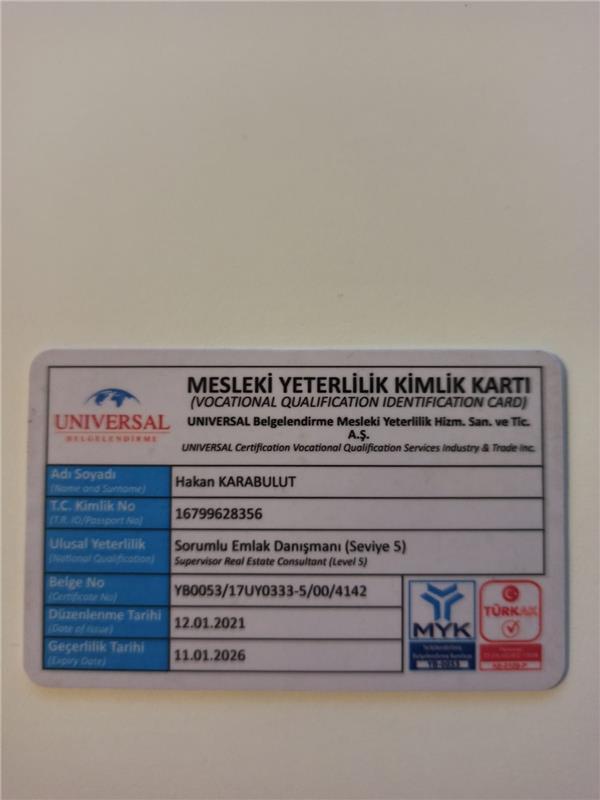 MESLEKİ YETERLİLİK KİMLİK KARTI
(VOCATIONAL QUALIFICATION IDENTIFICATION CARD)
UNIVERSAL Belgelendirme Mesleki Yeterlilik Hizm. San. ve Tic.
A.Ş.
UNIVERSAL Certification Vocational Qualification Services Industry & Trade Inc.
UNIVERSAL
BELGELENDİRME
Adı Soyadı
(Name and Surname)
Hakan KARABULUT
T.C. Kimlik No
(T.R. ID/Passport No)
16799628356
Ulusal Yeterlilik
(National Qualification)
Sorumlu Emlak Danışmanı (Seviye 5)
Supervisor Real Estate Consultant (Level 5)
Belge No
(Certificate No)
YB0053/17UY0333-5/00/4142
Düzenlenme Tarihi
(Date of Issue)
12.01.2021
Geçerlilik Tarihi
(Expiry Date)
11.01.2026
MYK
YB-0053
TÜRKAK